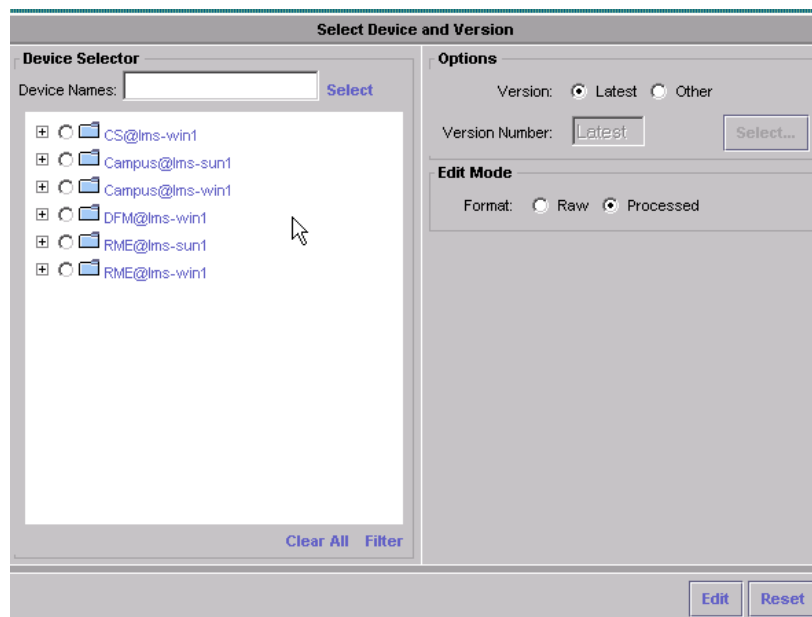 Select Device and Version
Device Selector
Device Names: Select
CS@lms-win1
Campus@lms-sun1
Campus@lms-win1
DFM@lms-win1
RME@lms-sun1
RME@lms-win1
Clear All Filter
Options
Version: Latest Other
Version Number: Latest Select...
Edit Mode
Format: Raw Processed
Edit Reset